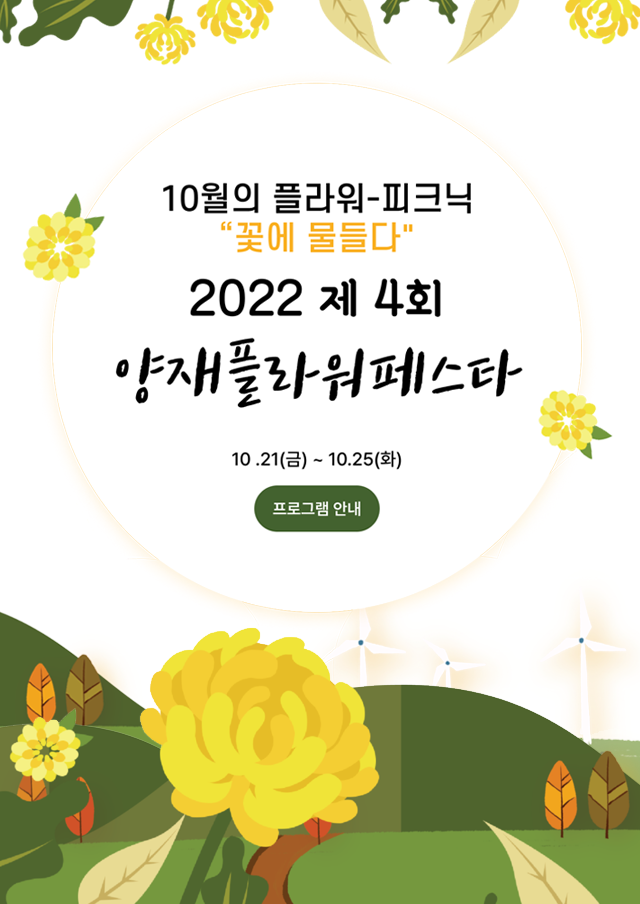 10월의 플라워-피크닉
“꽃에 물들다"
2022 제 4회
양재플라워페스타
10 .21(금) ~ 10.25(화)
프로그램 안내